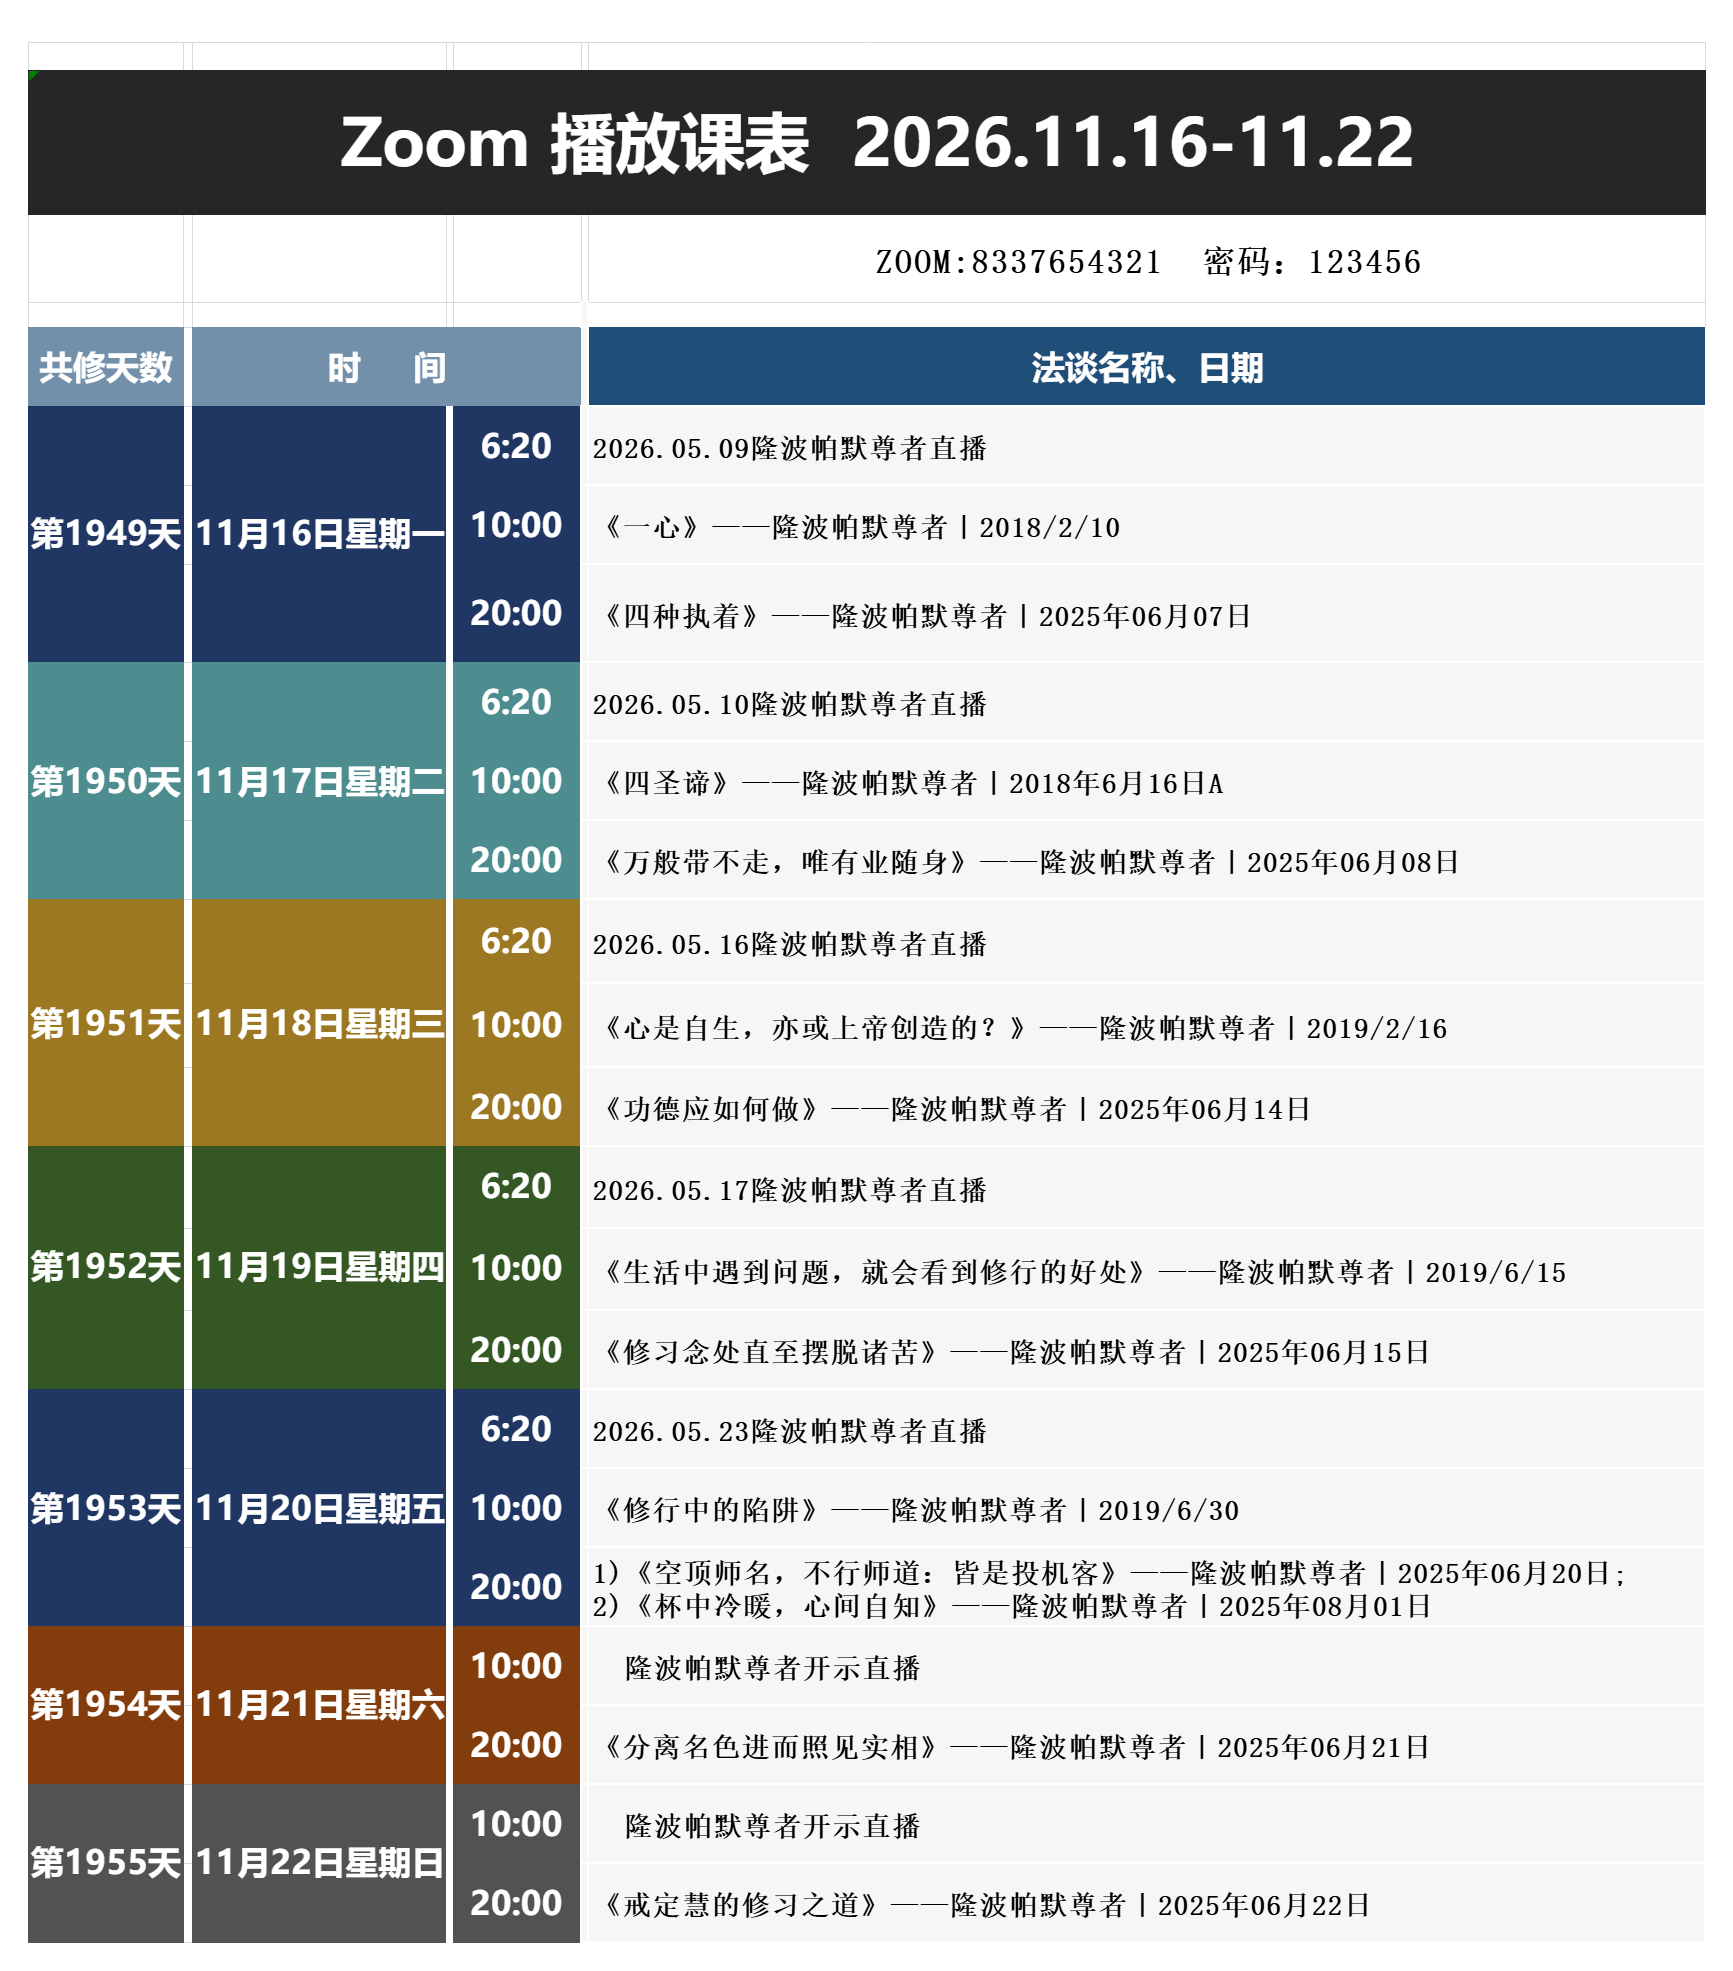 Zoom 播放课表  2026.11.16-11.22
ZOOM:8337654321  密码：123456
共修天数 时  间 法谈名称、日期
第1949天 11月16日星期一
6:20 2026.05.09隆波帕默尊者直播
10:00 《一心》——隆波帕默尊者丨2018/2/10
20:00 《四种执着》——隆波帕默尊者丨2025年06月07日
第1950天 11月17日星期二
6:20 2026.05.10隆波帕默尊者直播
10:00 《四圣谛》——隆波帕默尊者丨2018年6月16日A
20:00 《万般带不走，唯有业随身》——隆波帕默尊者丨2025年06月08日
第1951天 11月18日星期三
6:20 2026.05.16隆波帕默尊者直播
10:00 《心是自生，亦或上帝创造的？》——隆波帕默尊者丨2019/2/16
20:00 《功德应如何做》——隆波帕默尊者丨2025年06月14日
第1952天 11月19日星期四
6:20 2026.05.17隆波帕默尊者直播
10:00 《生活中遇到问题，就会看到修行的好处》——隆波帕默尊者丨2019/6/15
20:00 《修习念处直至摆脱诸苦》——隆波帕默尊者丨2025年06月15日
第1953天 11月20日星期五
6:20 2026.05.23隆波帕默尊者直播
10:00 《修行中的陷阱》——隆波帕默尊者丨2019/6/30
20:00 1)《空顶师名，不行师道：皆是投机客》——隆波帕默尊者丨2025年06月20日;
2)《杯中冷暖，心间自知》——隆波帕默尊者丨2025年08月01日
第1954天 11月21日星期六
10:00 隆波帕默尊者开示直播
20:00 《分离名色进而照见实相》——隆波帕默尊者丨2025年06月21日
第1955天 11月22日星期日
10:00 隆波帕默尊者开示直播
20:00 《戒定慧的修习之道》——隆波帕默尊者丨2025年06月22日